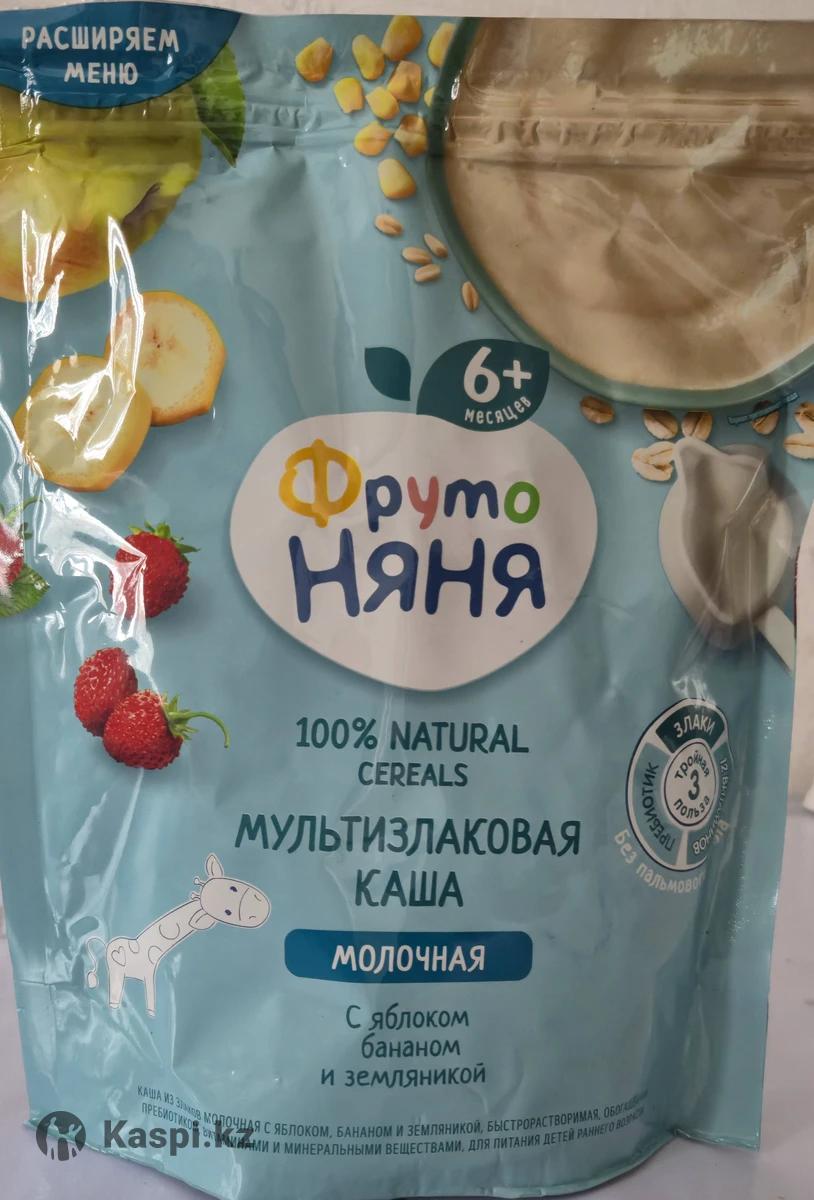 РАСШИРЯЕМ
МЕНЮ
6+
месяцев
Фруто
НЯНЯ
100% NATURAL
CEREALS
МУЛЬТИЗЛАКОВАЯ
КАША
МОЛОЧНАЯ
С яблоком
бананом
и земляникой
ЗЛАКИ
ПРЕБИОТИК
тройная
3
польза
Без пальмового
КАША ИЗ ЗЛАКОВ МОЛОЧНАЯ С ЯБЛОКОМ, БАНАНОМ И ЗЕМЛЯНИКОЙ, БЫСТРОРАСТВОРИМАЯ,
И МИНЕРАЛЬНЫМИ ВЕЩЕСТВАМИ, ДЛЯ ПИТАНИЯ ДЕТЕЙ РАННЕГО
Kaspi.kz